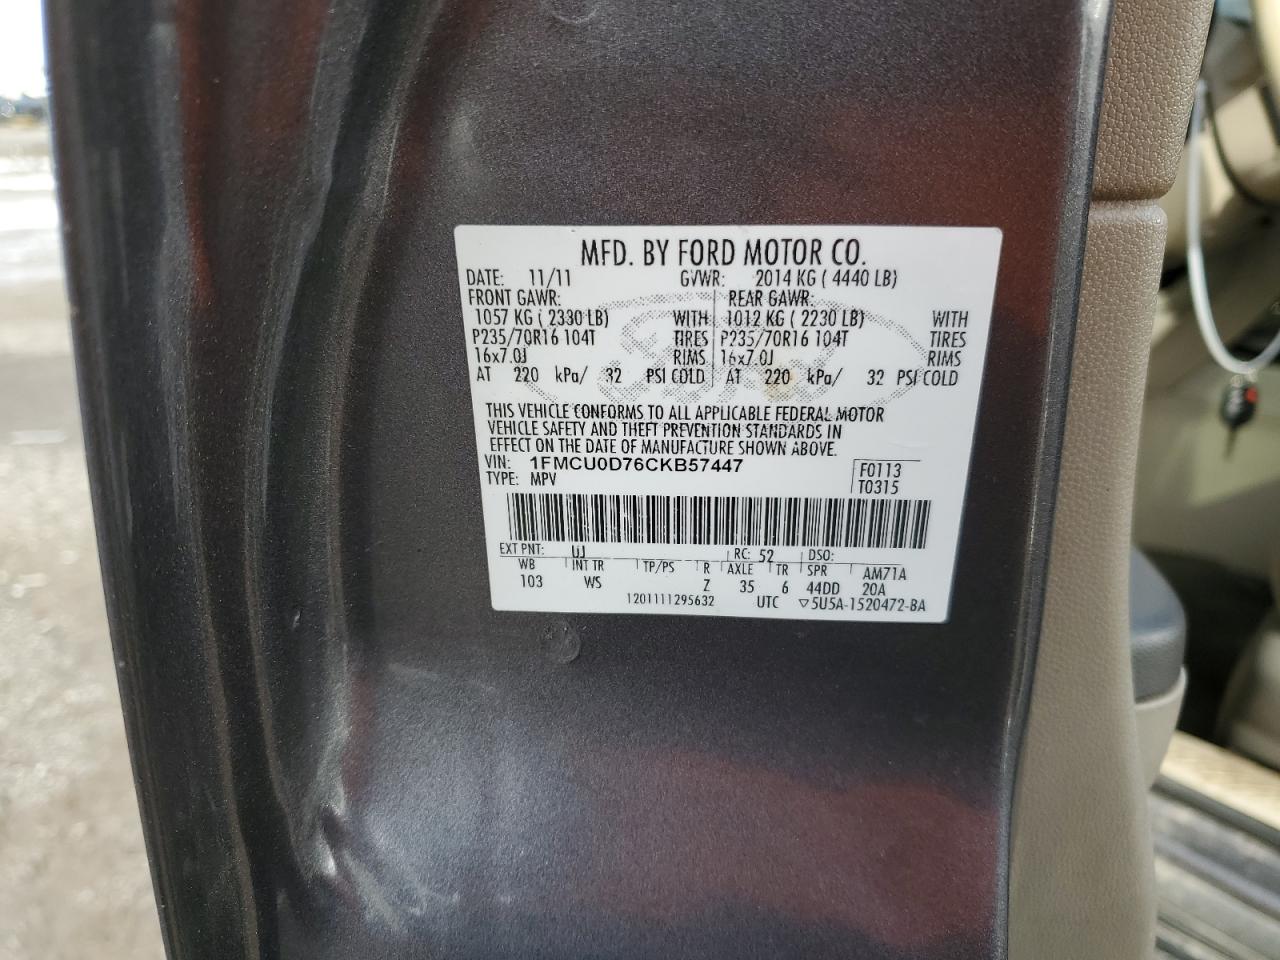 MFD. BY FORD MOTOR CO.
DATE: 11/11 GVWR: 2014 KG ( 4440 LB)
FRONT GAWR: REAR GAWR:
1057 KG ( 2330 LB) WITH 1012 KG ( 2230 LB) WITH
P235/70R16 104T TIRES P235/70R16 104T TIRES
16x7.0J RIMS 16x7.0J RIMS
AT 220 kPa/ 32 PSI COLD AT 220 kPa/ 32 PSI COLD
THIS VEHICLE CONFORMS TO ALL APPLICABLE FEDERAL MOTOR
VEHICLE SAFETY AND THEFT PREVENTION STANDARDS IN
EFFECT ON THE DATE OF MANUFACTURE SHOWN ABOVE.
VIN: 1FMCU0D76CKB57447 F0113
TYPE: MPV T0315
EXT PNT: UJ RC: 52 DSO:
WB INT TR TP/PS R AXLE TR SPR AM71A
103 WS Z 35 6 44DD 20A
1201111295632 UTC ▽5U5A-1520472-BA